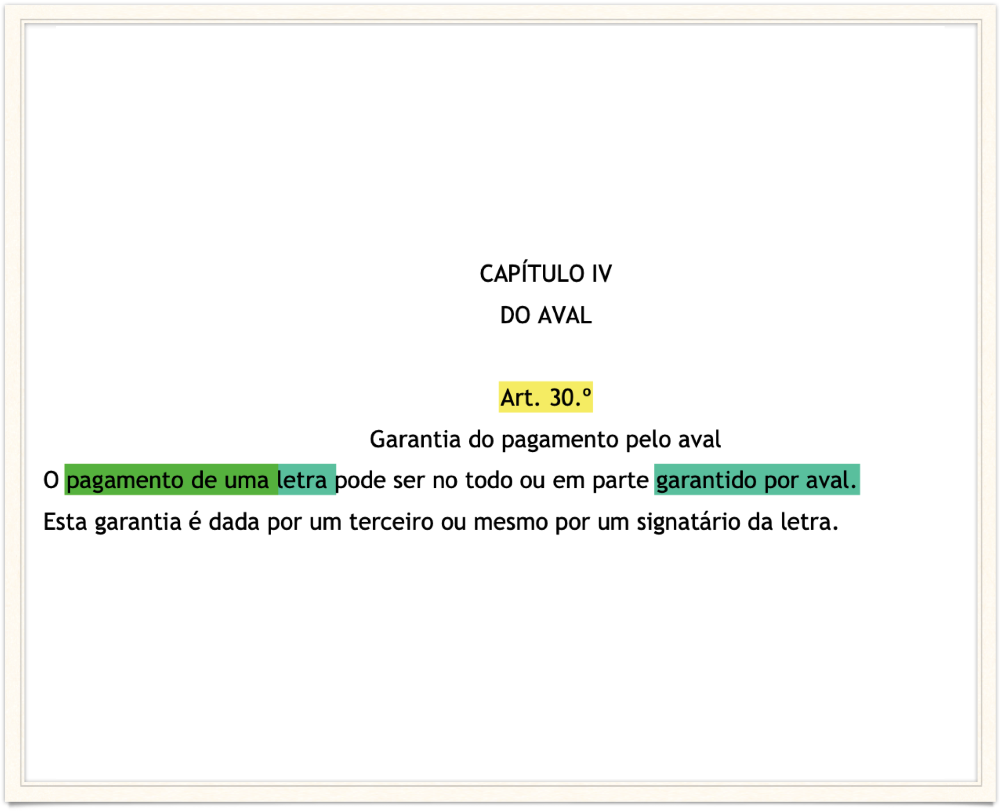 CAPÍTULO IV
DO AVAL
Art. 30.º
Garantia do pagamento pelo aval
O pagamento de uma letra pode ser no todo ou em parte garantido por aval.
Esta garantia é dada por um terceiro ou mesmo por um signatário da letra.